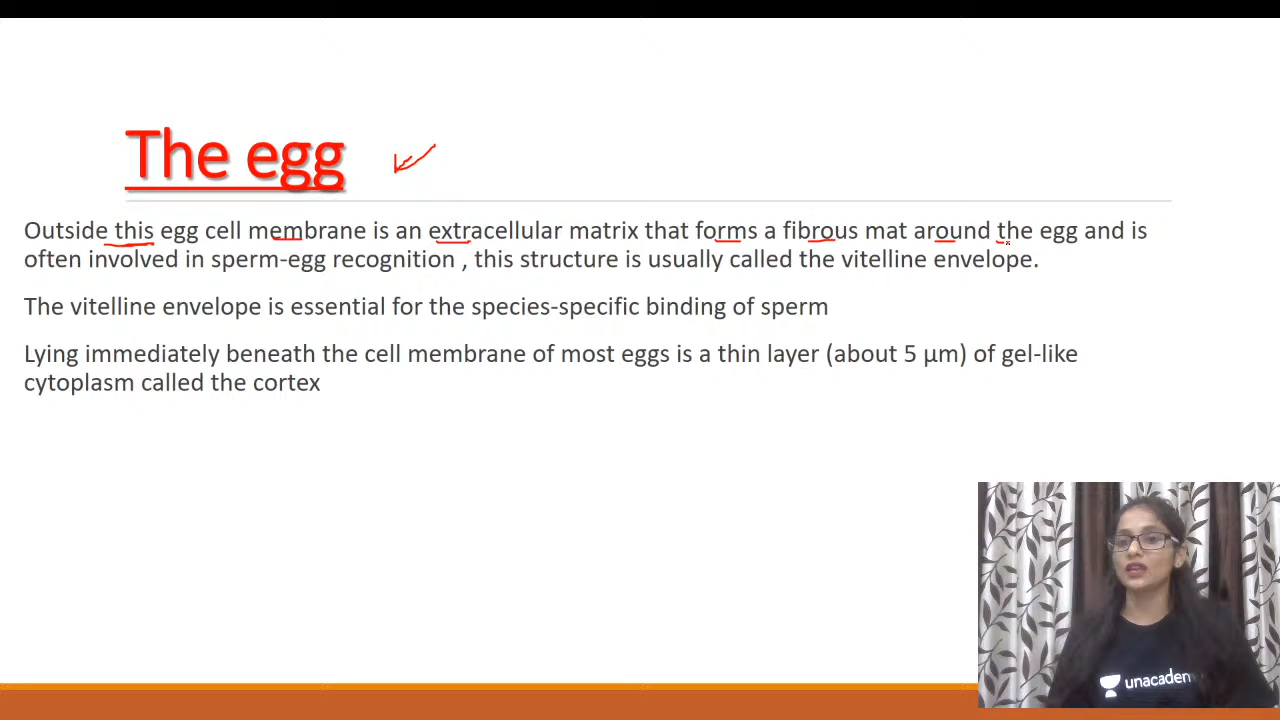 The egg
Outside this egg cell membrane is an extracellular matrix that forms a fibrous mat around the egg and is
often involved in sperm-egg recognition , this structure is usually called the vitelline envelope.
The vitelline envelope is essential for the species-specific binding of sperm
Lying immediately beneath the cell membrane of most eggs is a thin layer (about 5 μm) of gel-like
cytoplasm called the cortex
unacadem